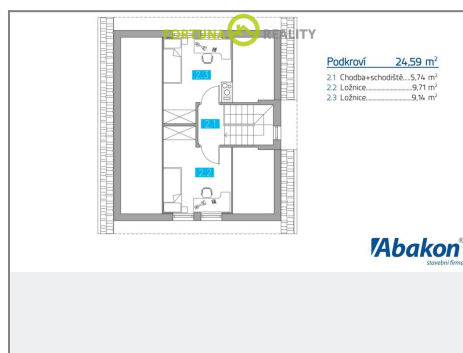 FORTUNA REALITY
Podkroví 24,59 m²
2.1 Chodba+schodiště....5,74 m²
2.2 Ložnice..................9,71 m²
2.3 Ložnice..................9,14 m²
2.3
2.1
2.2
Abakon®
stavební firma